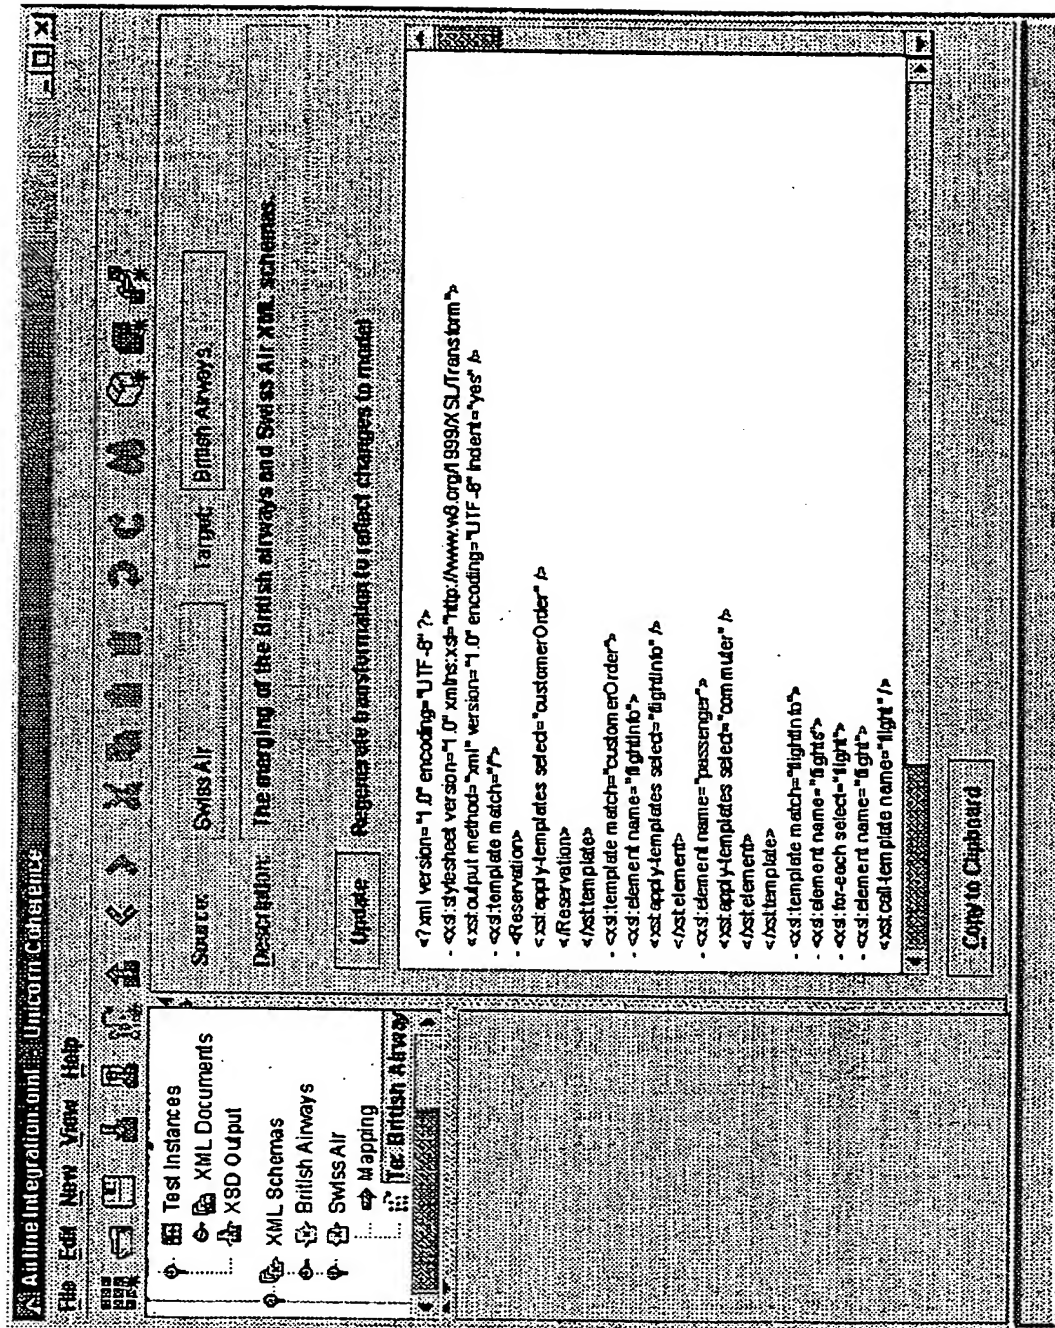 Airline Integration.oml - Unicorn Coherence
File Edit New View Help
Test Instances
XML Documents
XSD Output
XML Schemas
British Airways
Swiss Air
Mapping
To: British Airway
Source: Swiss Air Target: British Airways
Description: The merging of the British airways and Swiss Air XML schemas.
Update Regenerate transformation to reflect changes to model
<?xml version="1.0" encoding="UTF-8" ?>
- <xsl:stylesheet version="1.0" xmlns:xsl="http://www.w3.org/1999/XSL/Transform">
<xsl:output method="xml" version="1.0" encoding="UTF-8" indent="yes" />
- <xsl:template match="/">
- <Reservation>
<xsl:apply-templates select="customerOrder" />
</Reservation>
</xsl:template>
- <xsl:template match="customerOrder">
- <xsl:element name="flightInfo">
<xsl:apply-templates select="flightInfo" />
</xsl:element>
- <xsl:element name="passenger">
<xsl:apply-templates select="commuter" />
</xsl:element>
</xsl:template>
- <xsl:template match="flightInfo">
- <xsl:element name="flights">
- <xsl:for-each select="flight">
- <xsl:element name="flight">
<xsl:call-template name="flight" />
Copy to Clipboard